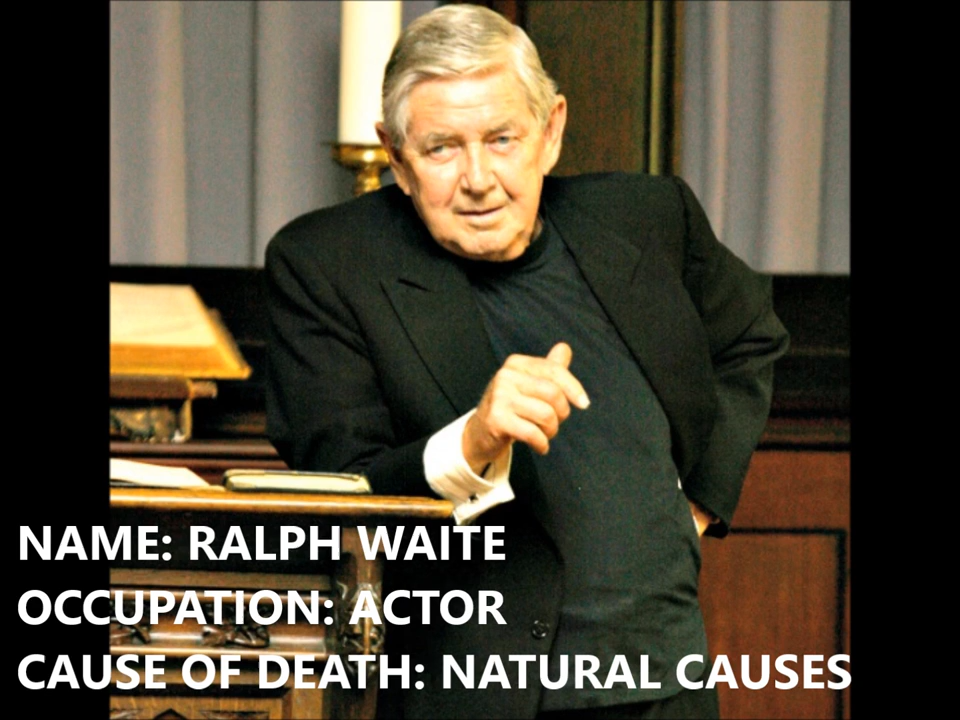 NAME: RALPH WAITE
OCCUPATION: ACTOR
CAUSE OF DEATH: NATURAL CAUSES